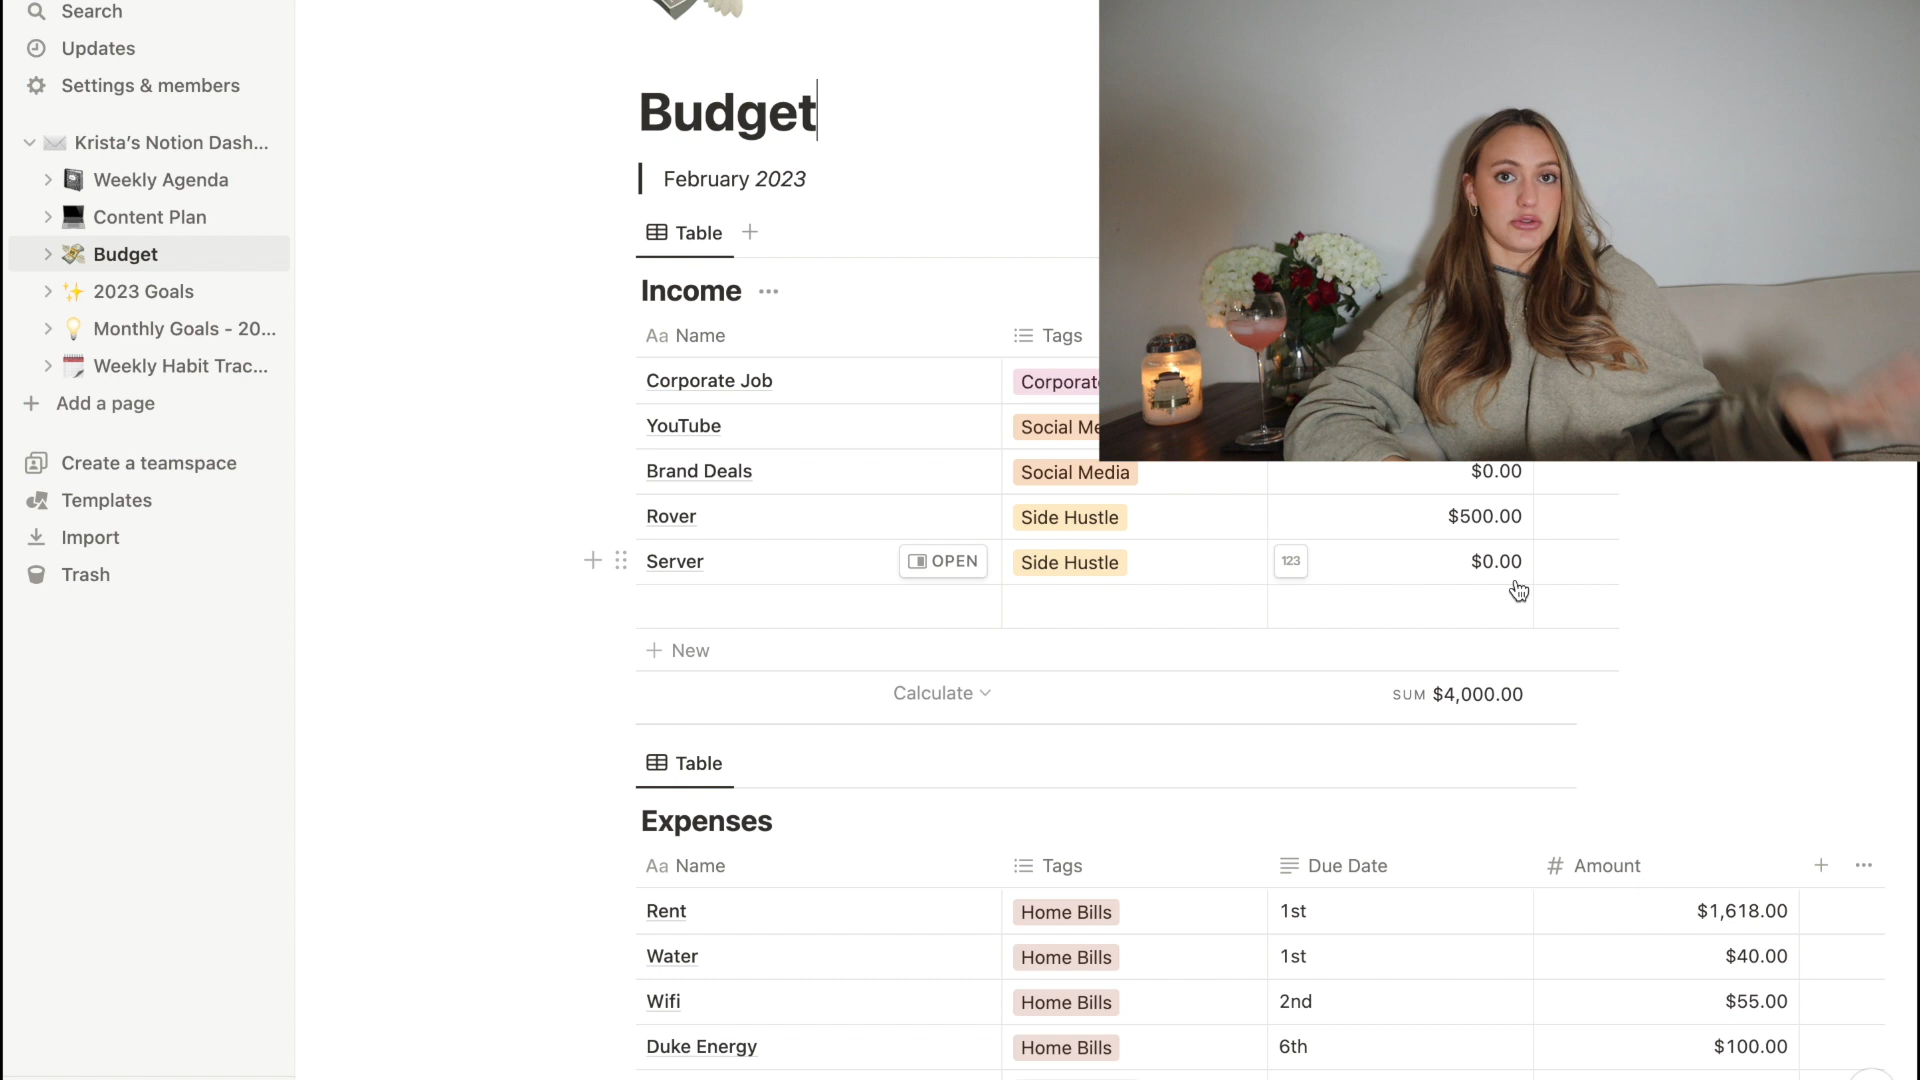 Search
Updates
Settings & members
Krista's Notion Dash...
Weekly Agenda
Content Plan
Budget
2023 Goals
Monthly Goals - 20...
Weekly Habit Trac...
Add a page
Create a teamspace
Templates
Import
Trash
Budget
February 2023
Table
Income
Aa Name Tags
Corporate Job Corporat
YouTube Social Me
Brand Deals Social Media $0.00
Rover Side Hustle $500.00
Server OPEN Side Hustle 123 $0.00
New
Calculate SUM $4,000.00
Table
Expenses
Aa Name Tags Due Date # Amount
Rent Home Bills 1st $1,618.00
Water Home Bills 1st $40.00
Wifi Home Bills 2nd $55.00
Duke Energy Home Bills 6th $100.00